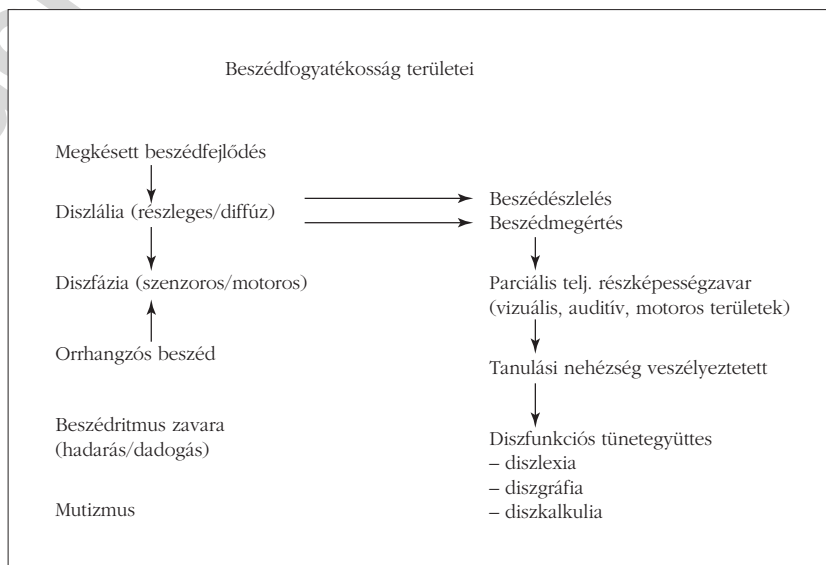 Beszédfogyatékosság területei
Megkésett beszédfejlődés
Diszlália (részleges/diffúz)
Diszfázia (szenzoros/motoros)
Orrhangzós beszéd
Beszédritmus zavara
(hadarás/dadogás)
Mutizmus
Beszédészlelés
Beszédmegértés
Parciális telj. részképességzavar
(vizuális, auditív, motoros területek)
Tanulási nehézség veszélyeztetett
Diszfunkciós tünetegyüttes
– diszlexia
– diszgráfia
– diszkalkulia